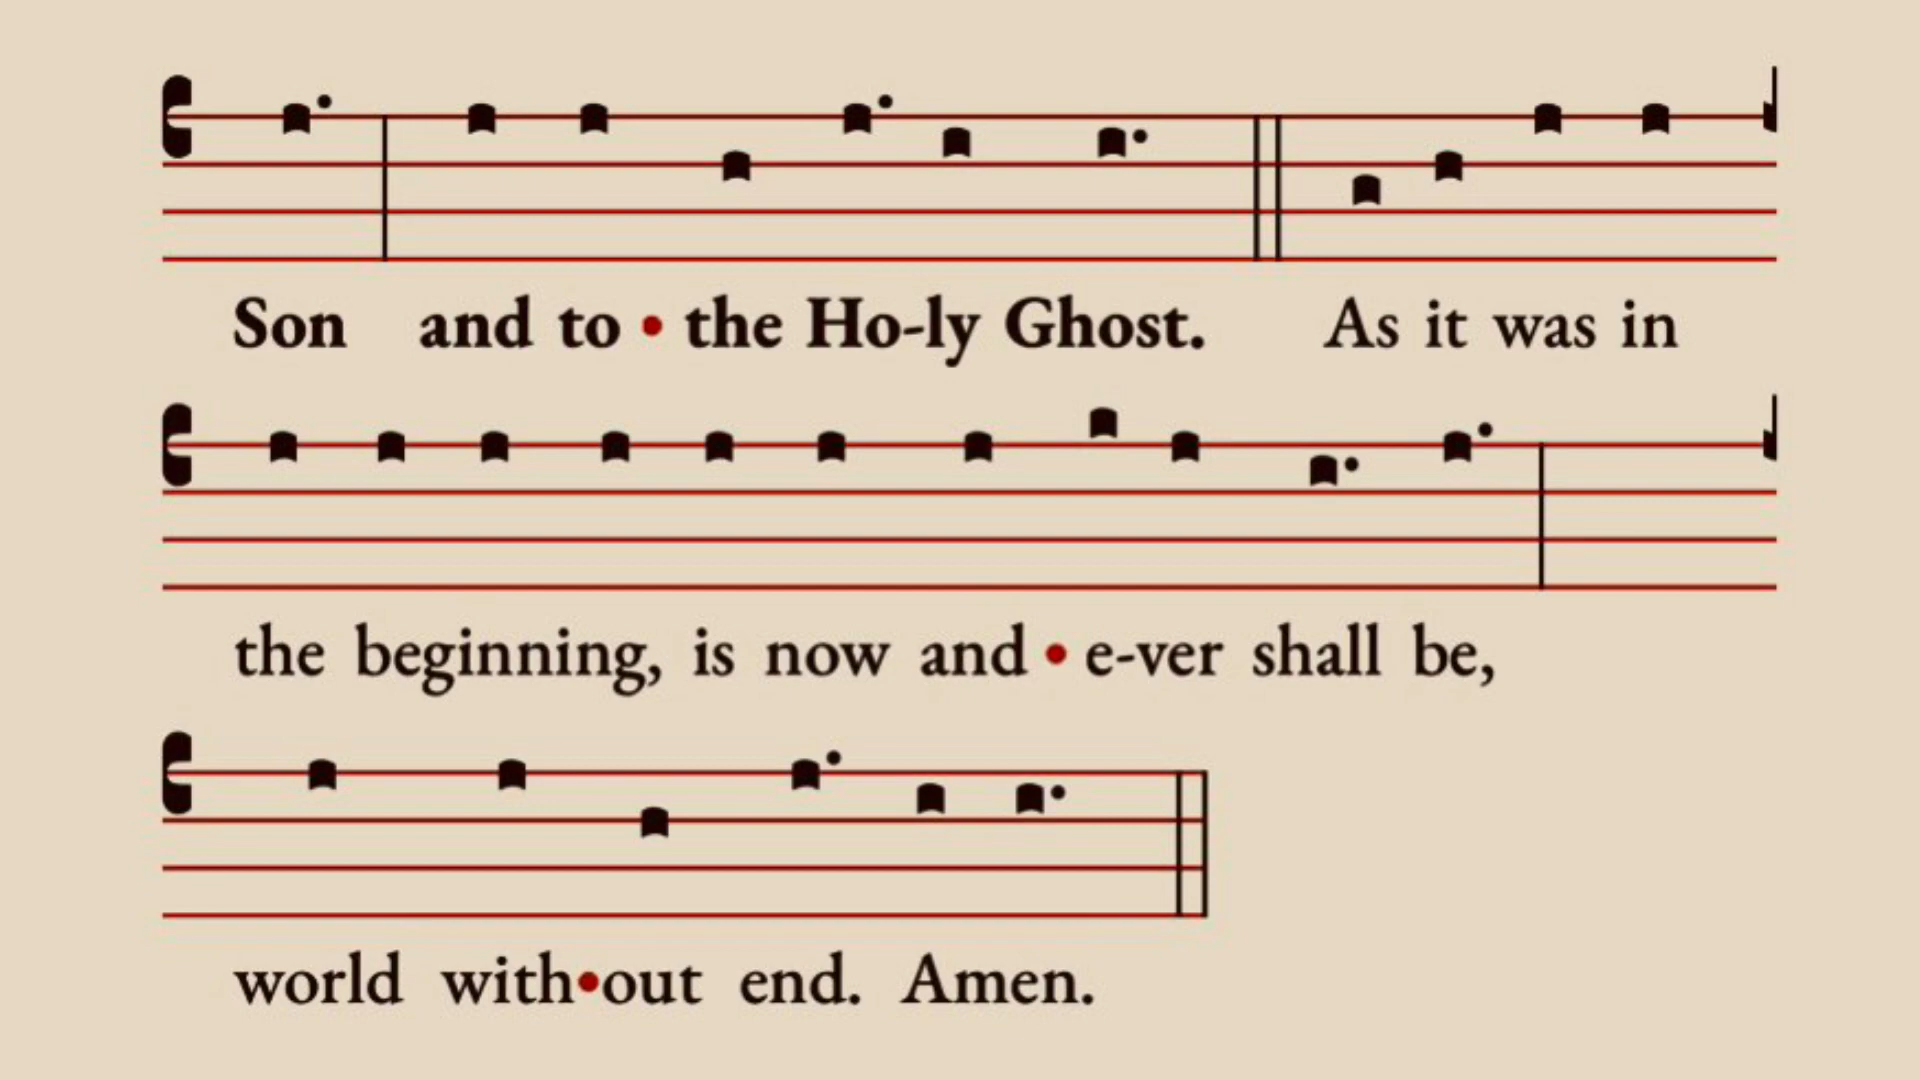 Son and to • the Ho-ly Ghost. As it was in
the beginning, is now and • e-ver shall be,
world with•out end. Amen.